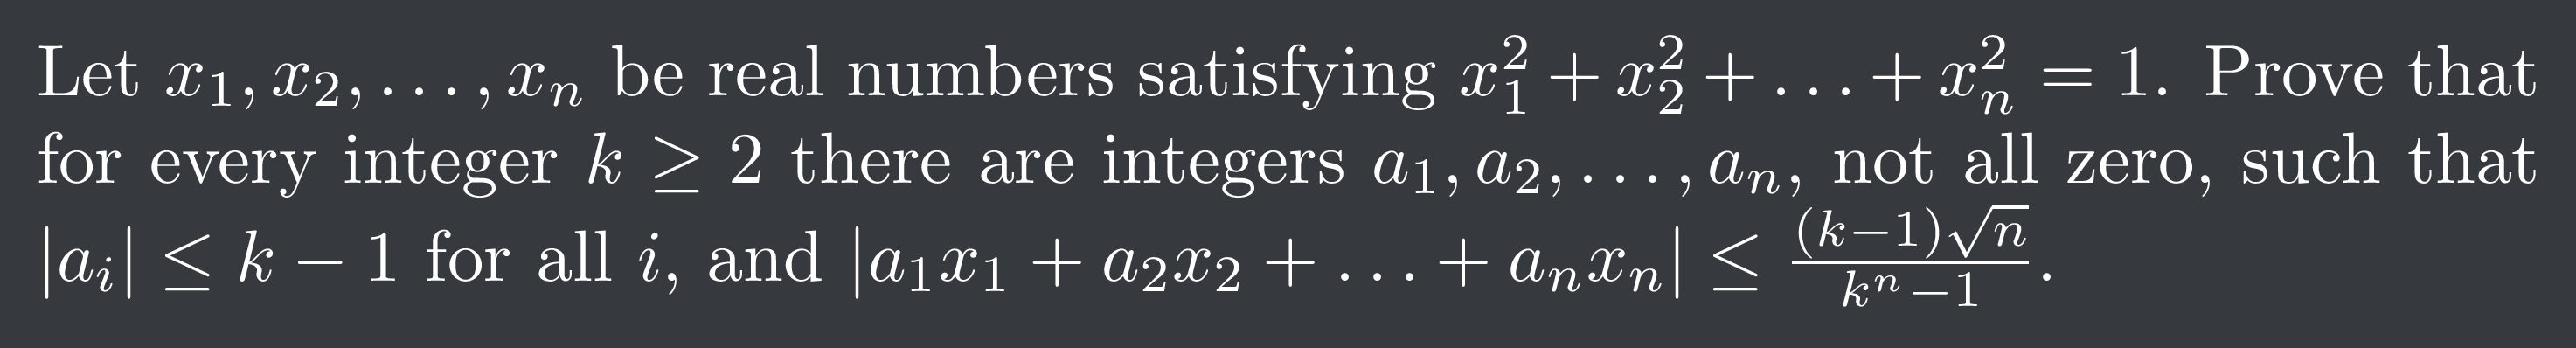 Let $x_1, x_2, \ldots, x_n$ be real numbers satisfying $x_1^2 + x_2^2 + \ldots + x_n^2 = 1$. Prove that
for every integer $k \geq 2$ there are integers $a_1, a_2, \ldots, a_n$, not all zero, such that
$|a_i| \leq k - 1$ for all $i$, and $|a_1x_1 + a_2x_2 + \ldots + a_nx_n| \leq \frac{(k-1)\sqrt{n}}{k^n-1}$.